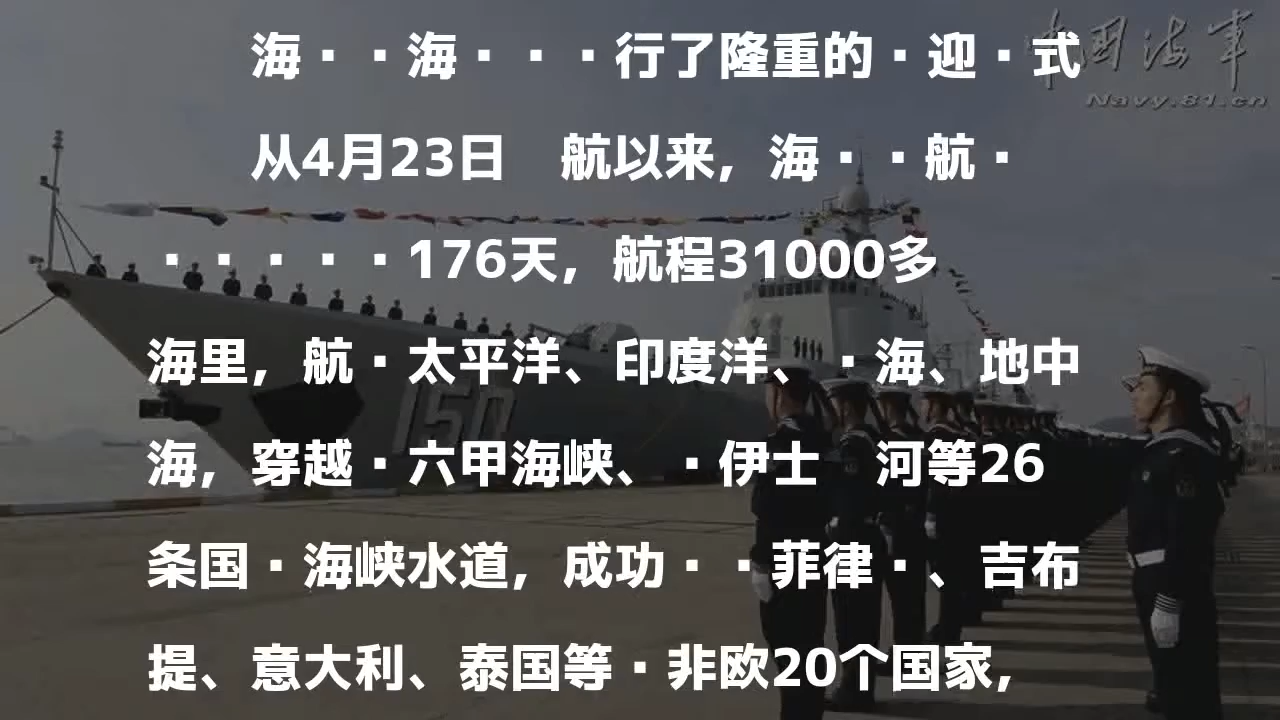 海··海···行了隆重的·迎·式
从4月23日 航以来，海··航·
·····176天，航程31000多
海里，航·太平洋、印度洋、·海、地中
海，穿越·六甲海峡、·伊士 河等26
条国·海峡水道，成功··菲律·、吉布
提、意大利、泰国等·非欧20个国家，
中国海军
Navy.81.cn
150